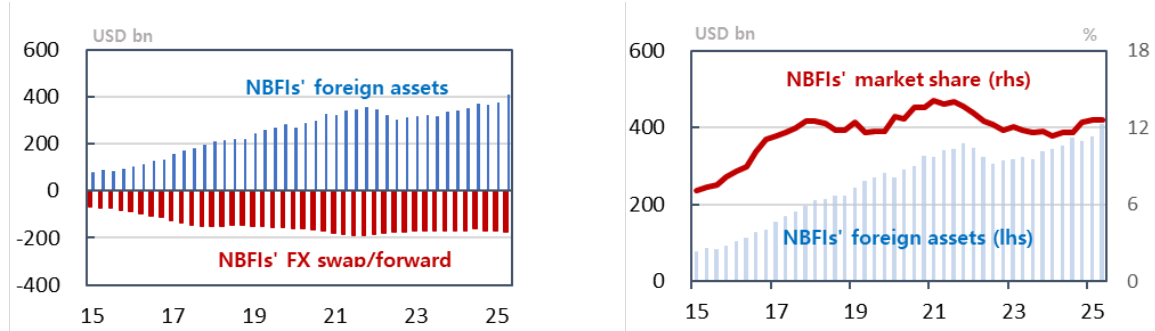 USD bn
600
400
200
0
-200
-400
NBFIs' foreign assets
NBFIs' FX swap/forward
15 17 19 21 23 25
USD bn %
600 18
400 12
200 6
0 0
NBFIs' market share (rhs)
NBFIs' foreign assets (lhs)
15 17 19 21 23 25